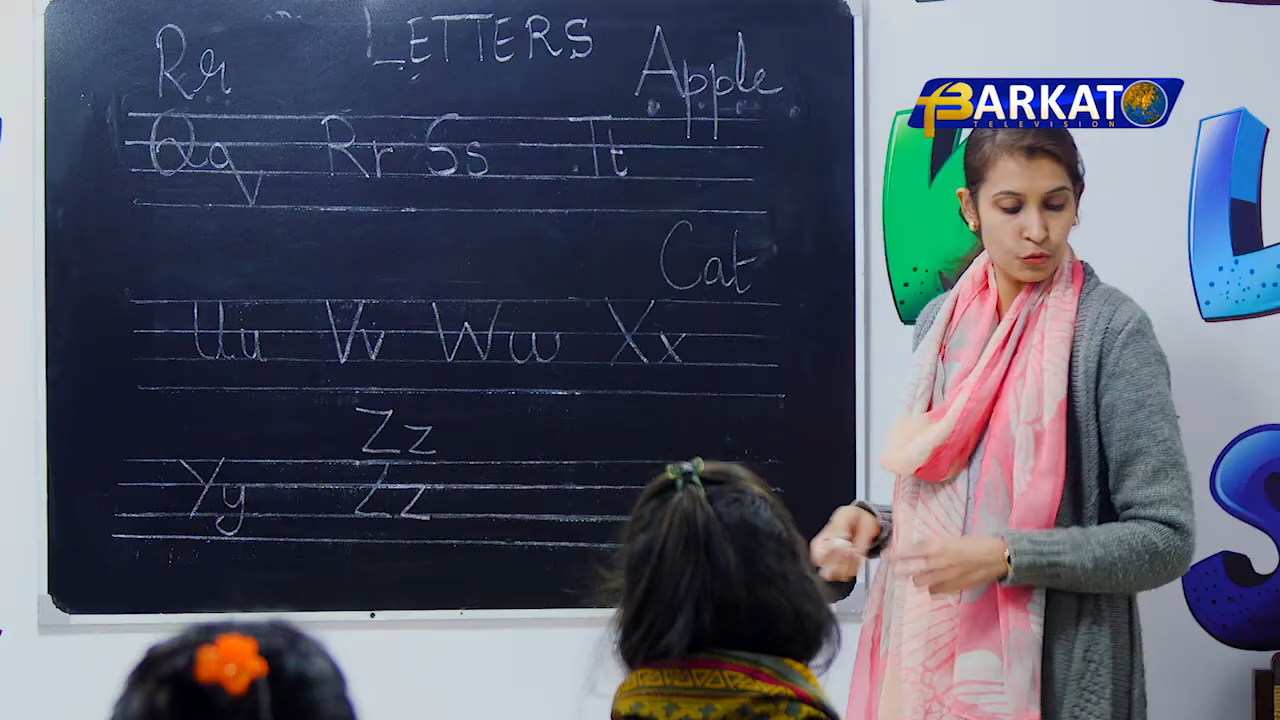 LETTERS
Rr
Apple
Qq Rr Ss Tt
Cat
Uu Vv Ww Xx
Zz
Yy Zz
BARKAT
TELEVISION
L
S